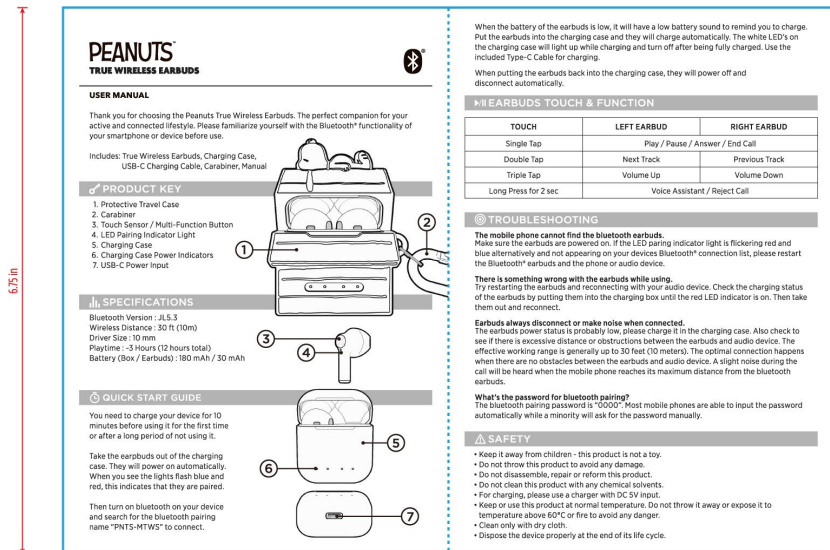 6.75 in
PEANUTS™
TRUE WIRELESS EARBUDS
®
USER MANUAL
Thank you for choosing the Peanuts True Wireless Earbuds. The perfect companion for your
active and connected lifestyle. Please familiarize yourself with the Bluetooth® functionality of
your smartphone or device before use.
Includes: True Wireless Earbuds, Charging Case,
USB-C Charging Cable, Carabiner, Manual
PRODUCT KEY
1. Protective Travel Case
2. Carabiner
3. Touch Sensor / Multi-Function Button
4. LED Pairing Indicator Light
5. Charging Case
6. Charging Case Power Indicators
7. USB-C Power Input
1
2
SPECIFICATIONS
Bluetooth Version : JL5.3
Wireless Distance : 30 ft (10m)
Driver Size : 10 mm
Playtime : ~3 Hours (12 hours total)
Battery (Box / Earbuds) : 180 mAh / 30 mAh
3
4
QUICK START GUIDE
You need to charge your device for 10
minutes before using it for the first time
or after a long period of not using it.
Take the earpbuds out of the charging
case. They will power on automatically.
When you see the lights flash blue and
red, this indicates that they are paired.
Then turn bluetooth on your device
and search for the bluetooth pairing
name “PNTS-MTWS” to connect.
5
6
7
When the battery of the earbuds is low, it will have a low battery sound to remind you to charge.
Put the earbuds into the charging case and they will charge automatically. The white LED's on
the charging case will light up while charging and turn off after being fully charged. Use the
included Type-C Cable for charging.
When putting the earbuds back into the charging case, they will power off and
disconnect automatically.
EARBUDS TOUCH & FUNCTION
TOUCH LEFT EARBUD RIGHT EARBUD
Single Tap Play / Pause / Answer / End Call
Double Tap Next Track Previous Track
Triple Tap Volume Up Volume Down
Long Press for 2 sec Voice Assistant / Reject Call
TROUBLESHOOTING
The mobile phone cannot find the bluetooth earbuds.
Make sure the earbuds are powered on. If the LED paring indicator light is flickering red and
blue alternatively and not appearing on your devices Bluetooth® connection list, please restart
the Bluetooth® earbuds and the phone or audio device.
There is something wrong with the earbuds while using.
Try restarting the earbuds and reconnecting with your audio device. Check the charging status
of the earbuds by putting them into the charging box until the red LED indicator is on. Then take
them out and reconnect.
Earbuds always disconnect or make noise when connected.
The earbuds power status is probably low, please charge it in the charging case. Also check to
see if there is excessive distance or obstructions between the earbuds and audio device. The
effective working range is generally up to 30 feet (10 meters). The optimal connection happens
when there are no obstacles between the earbuds and audio device. A slight noise during the
call will be heard when the mobile phone reaches its maximum distance from the bluetooth
earbuds.
What's the password for bluetooth pairing?
The bluetooth pairing password is “0000”. Most mobile phones are able to input the password
automatically while a minority will ask for the password manually.
SAFETY
• Keep it away from children - this product is not a toy.
• Do not throw this product to avoid any damage.
• Do not disassemble, repair or reform this product.
• Do not clean this product with any chemical solvents.
• For charging, please use a charger with DC 5V input.
• Keep or use this product at normal temperature. Do not throw it away or expose it to
temperature above 60°C or fire to avoid any danger.
• Clean only with dry cloth.
• Dispose the device properly at the end of its life cycle.